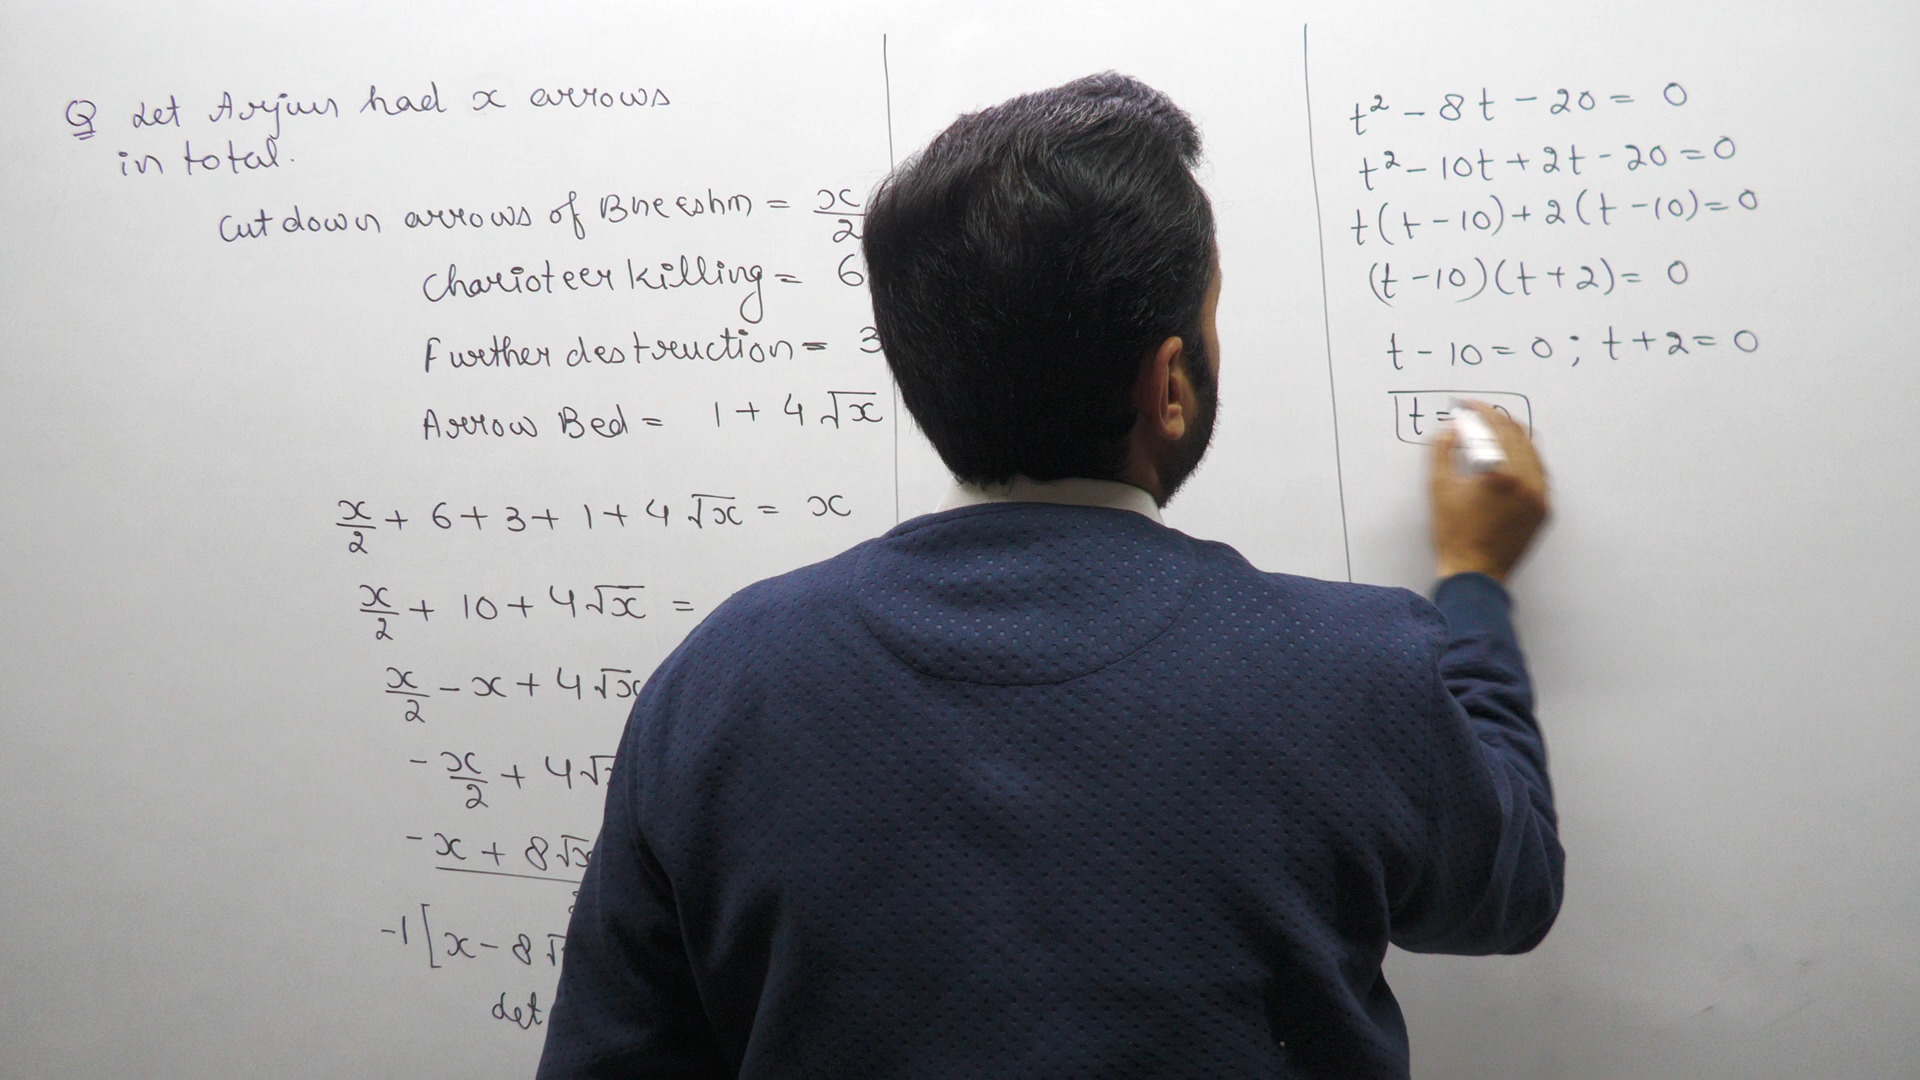 Q Let Arjun had x arrows
in total.
Cut down arrows of Bheeshm = x/2
Charioteer killing = 6
Further destruction = 3
Arrow Bed = 1 + 4√x
x/2 + 6 + 3 + 1 + 4√x = x
x/2 + 10 + 4√x =
x/2 - x + 4√x
- x/2 + 4√
- x + 8√x
-1 [x - 8√
Let
t² - 8t - 20 = 0
t² - 10t + 2t - 20 = 0
t(t - 10) + 2(t - 10) = 0
(t - 10)(t + 2) = 0
t - 10 = 0 ; t + 2 = 0
t =